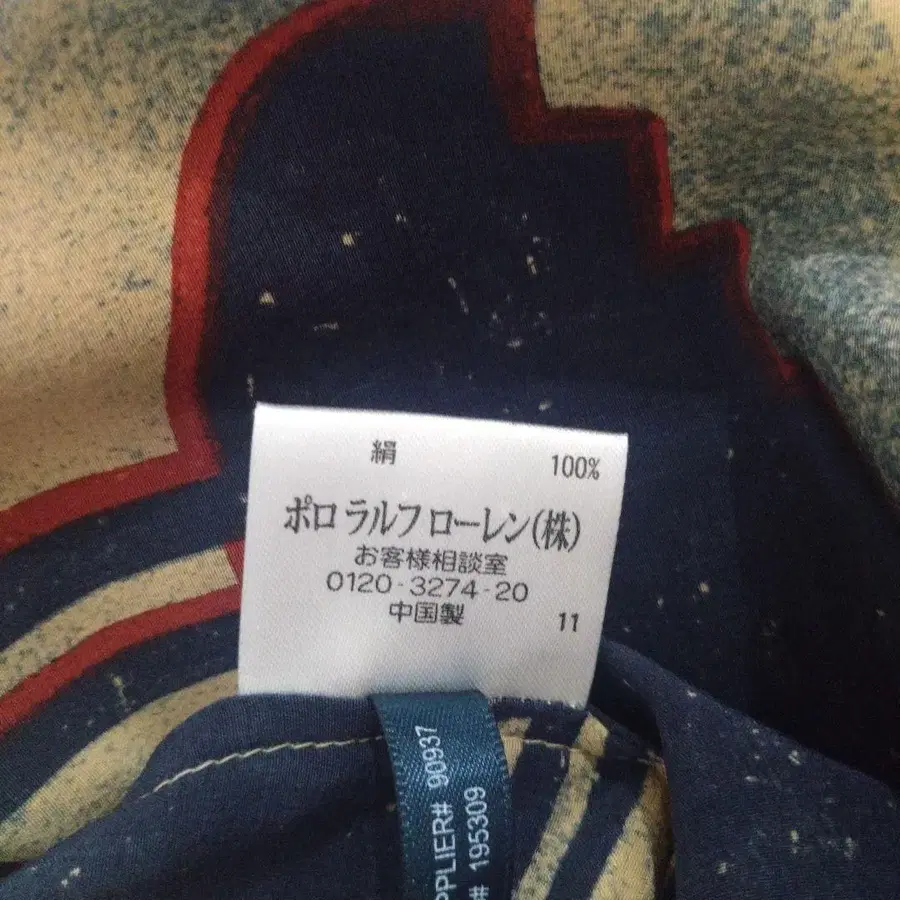 絹 100%
ポロ ラルフ ローレン(株)
お客様相談室
0120-3274-20
中国製 11
PPLIER# 90937
# 195309